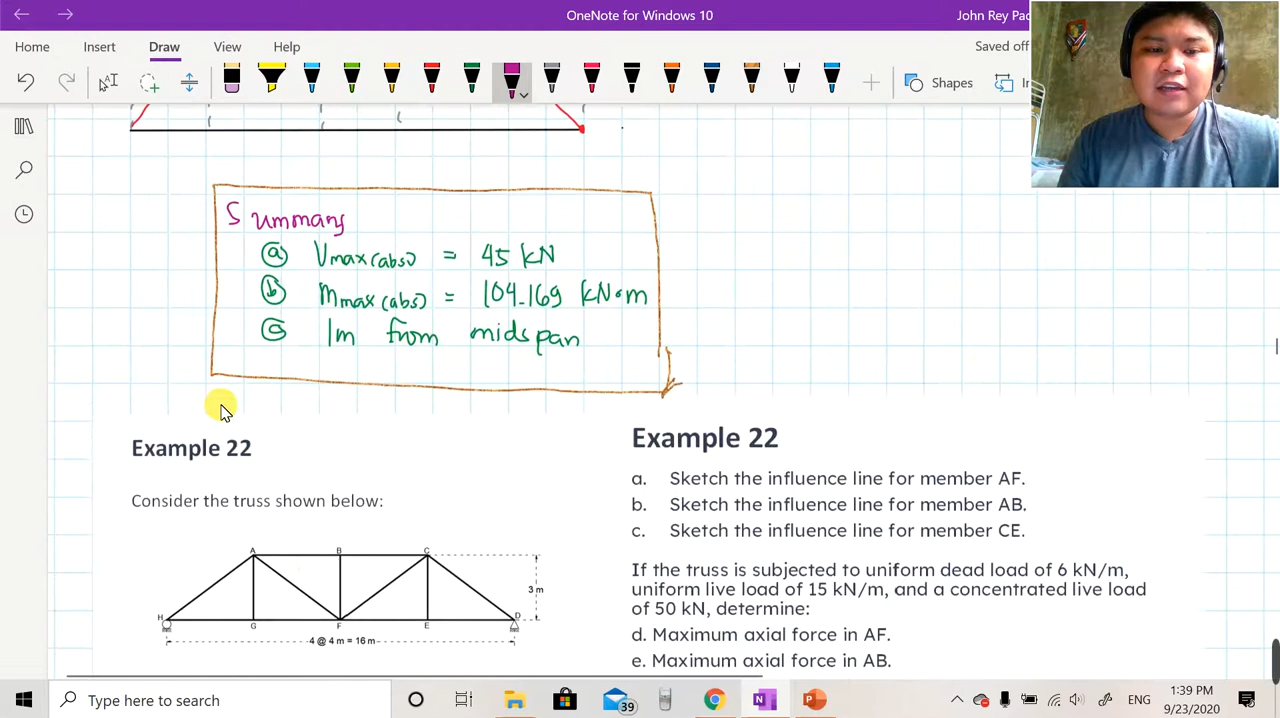 OneNote for Windows 10
John Rey Pac
Home Insert Draw View Help
Saved off
Shapes
In
Summary
a Vmax(abs) = 45 kN
b Mmax(abs) = 104.169 kN·m
c 1m from midspan
Example 22
Consider the truss shown below:
A B C
3 m
H G F E D
4 @ 4 m = 16 m
Example 22
a. Sketch the influence line for member AF.
b. Sketch the influence line for member AB.
c. Sketch the influence line for member CE.
If the truss is subjected to uniform dead load of 6 kN/m,
uniform live load of 15 kN/m, and a concentrated live load
of 50 kN, determine:
d. Maximum axial force in AF.
e. Maximum axial force in AB.
Type here to search
39
ENG
1:39 PM
9/23/2020